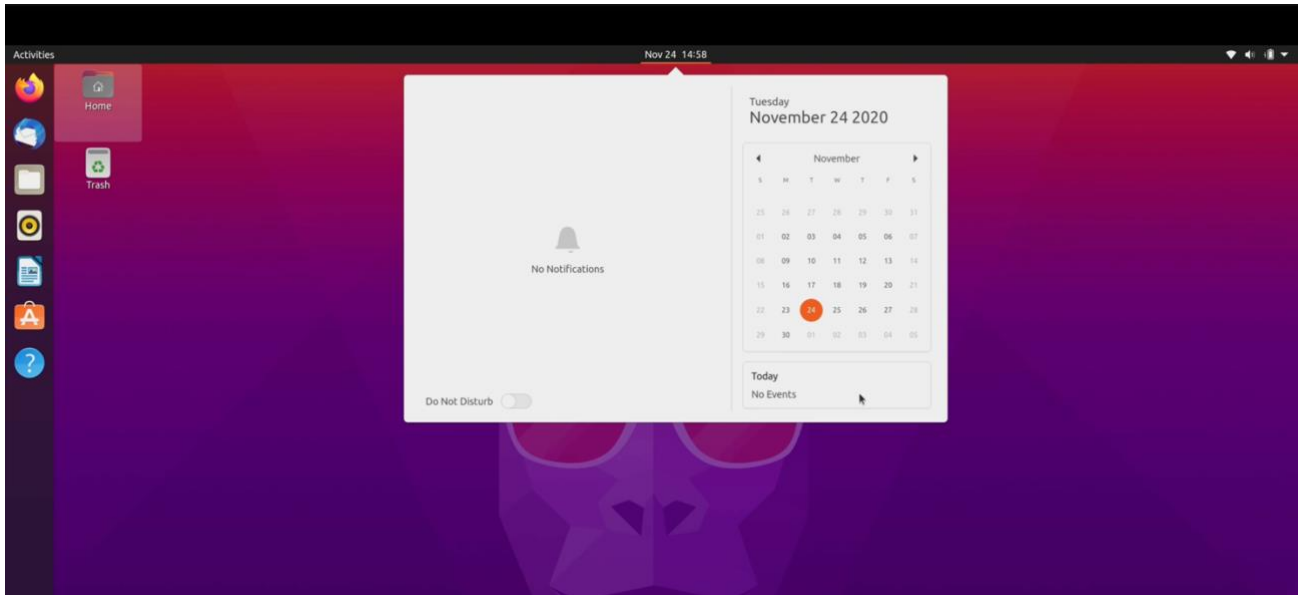 Activities
Nov 24 14:58
Home
Trash
No Notifications
Do Not Disturb
Tuesday
November 24 2020
November
S M T W T F S
25 26 27 28 29 30 31
01 02 03 04 05 06 07
08 09 10 11 12 13 14
15 16 17 18 19 20 21
22 23 24 25 26 27 28
29 30 01 02 03 04 05
Today
No Events